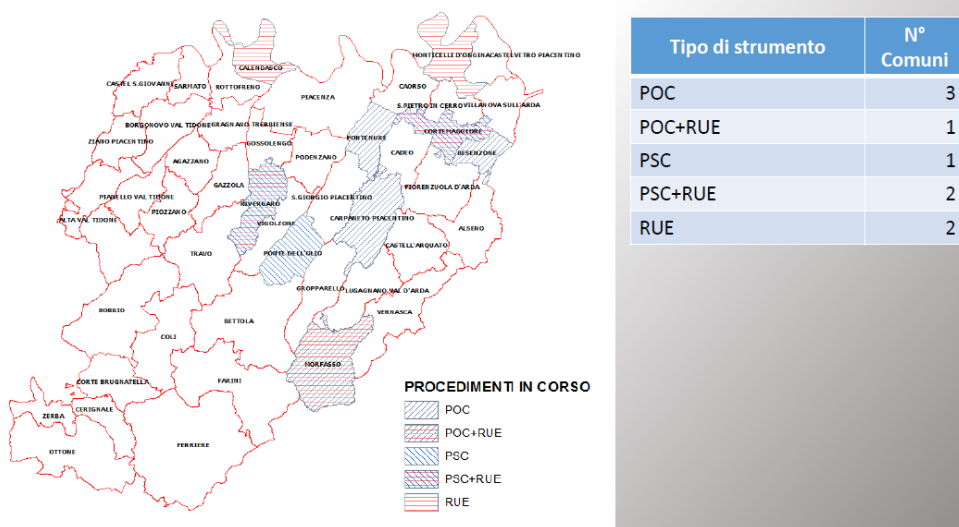 MONTICELLI D'ONGINA CASTELVETRO PIACENTINO
CALENDASCO
CASTEL S.GIOVANNI
SARMATO
ROTTOFRENO
CAORSO
PIACENZA
S.PIETRO IN CERRO
VILLANOVA SULL'ARDA
BORGONOVO VAL TIDONE
GRAGNANO TREBBIENSE
CORTEMAGGIORE
ZIANO PIACENTINO
GOSSOLENGO
PONTENURE
CADEO
BESENZONE
AGAZZANO
PODENZANO
GAZZOLA
FIORENZUOLA D'ARDA
PIANELLO VAL TIDONE
RIVERGARO
S.GIORGIO PIACENTINO
PIOZZANO
ALTA VAL TIDONE
VIGOLZONE
CARPANETO PIACENTINO
ALSENO
TRAVO
PONTE DELL'OLIO
CASTELL'ARQUATO
GROPPARELLO
LUGAGNANO VAL D'ARDA
BOBBIO
VERNASCA
BETTOLA
COLI
MORFASSO
CORTE BRUGNATELLA
FARINI
ZERBA
CERIGNALE
FERRIERE
OTTONE
PROCEDIMENTI IN CORSO
POC
POC+RUE
PSC
PSC+RUE
RUE
Tipo di strumento N° Comuni
POC 3
POC+RUE 1
PSC 1
PSC+RUE 2
RUE 2